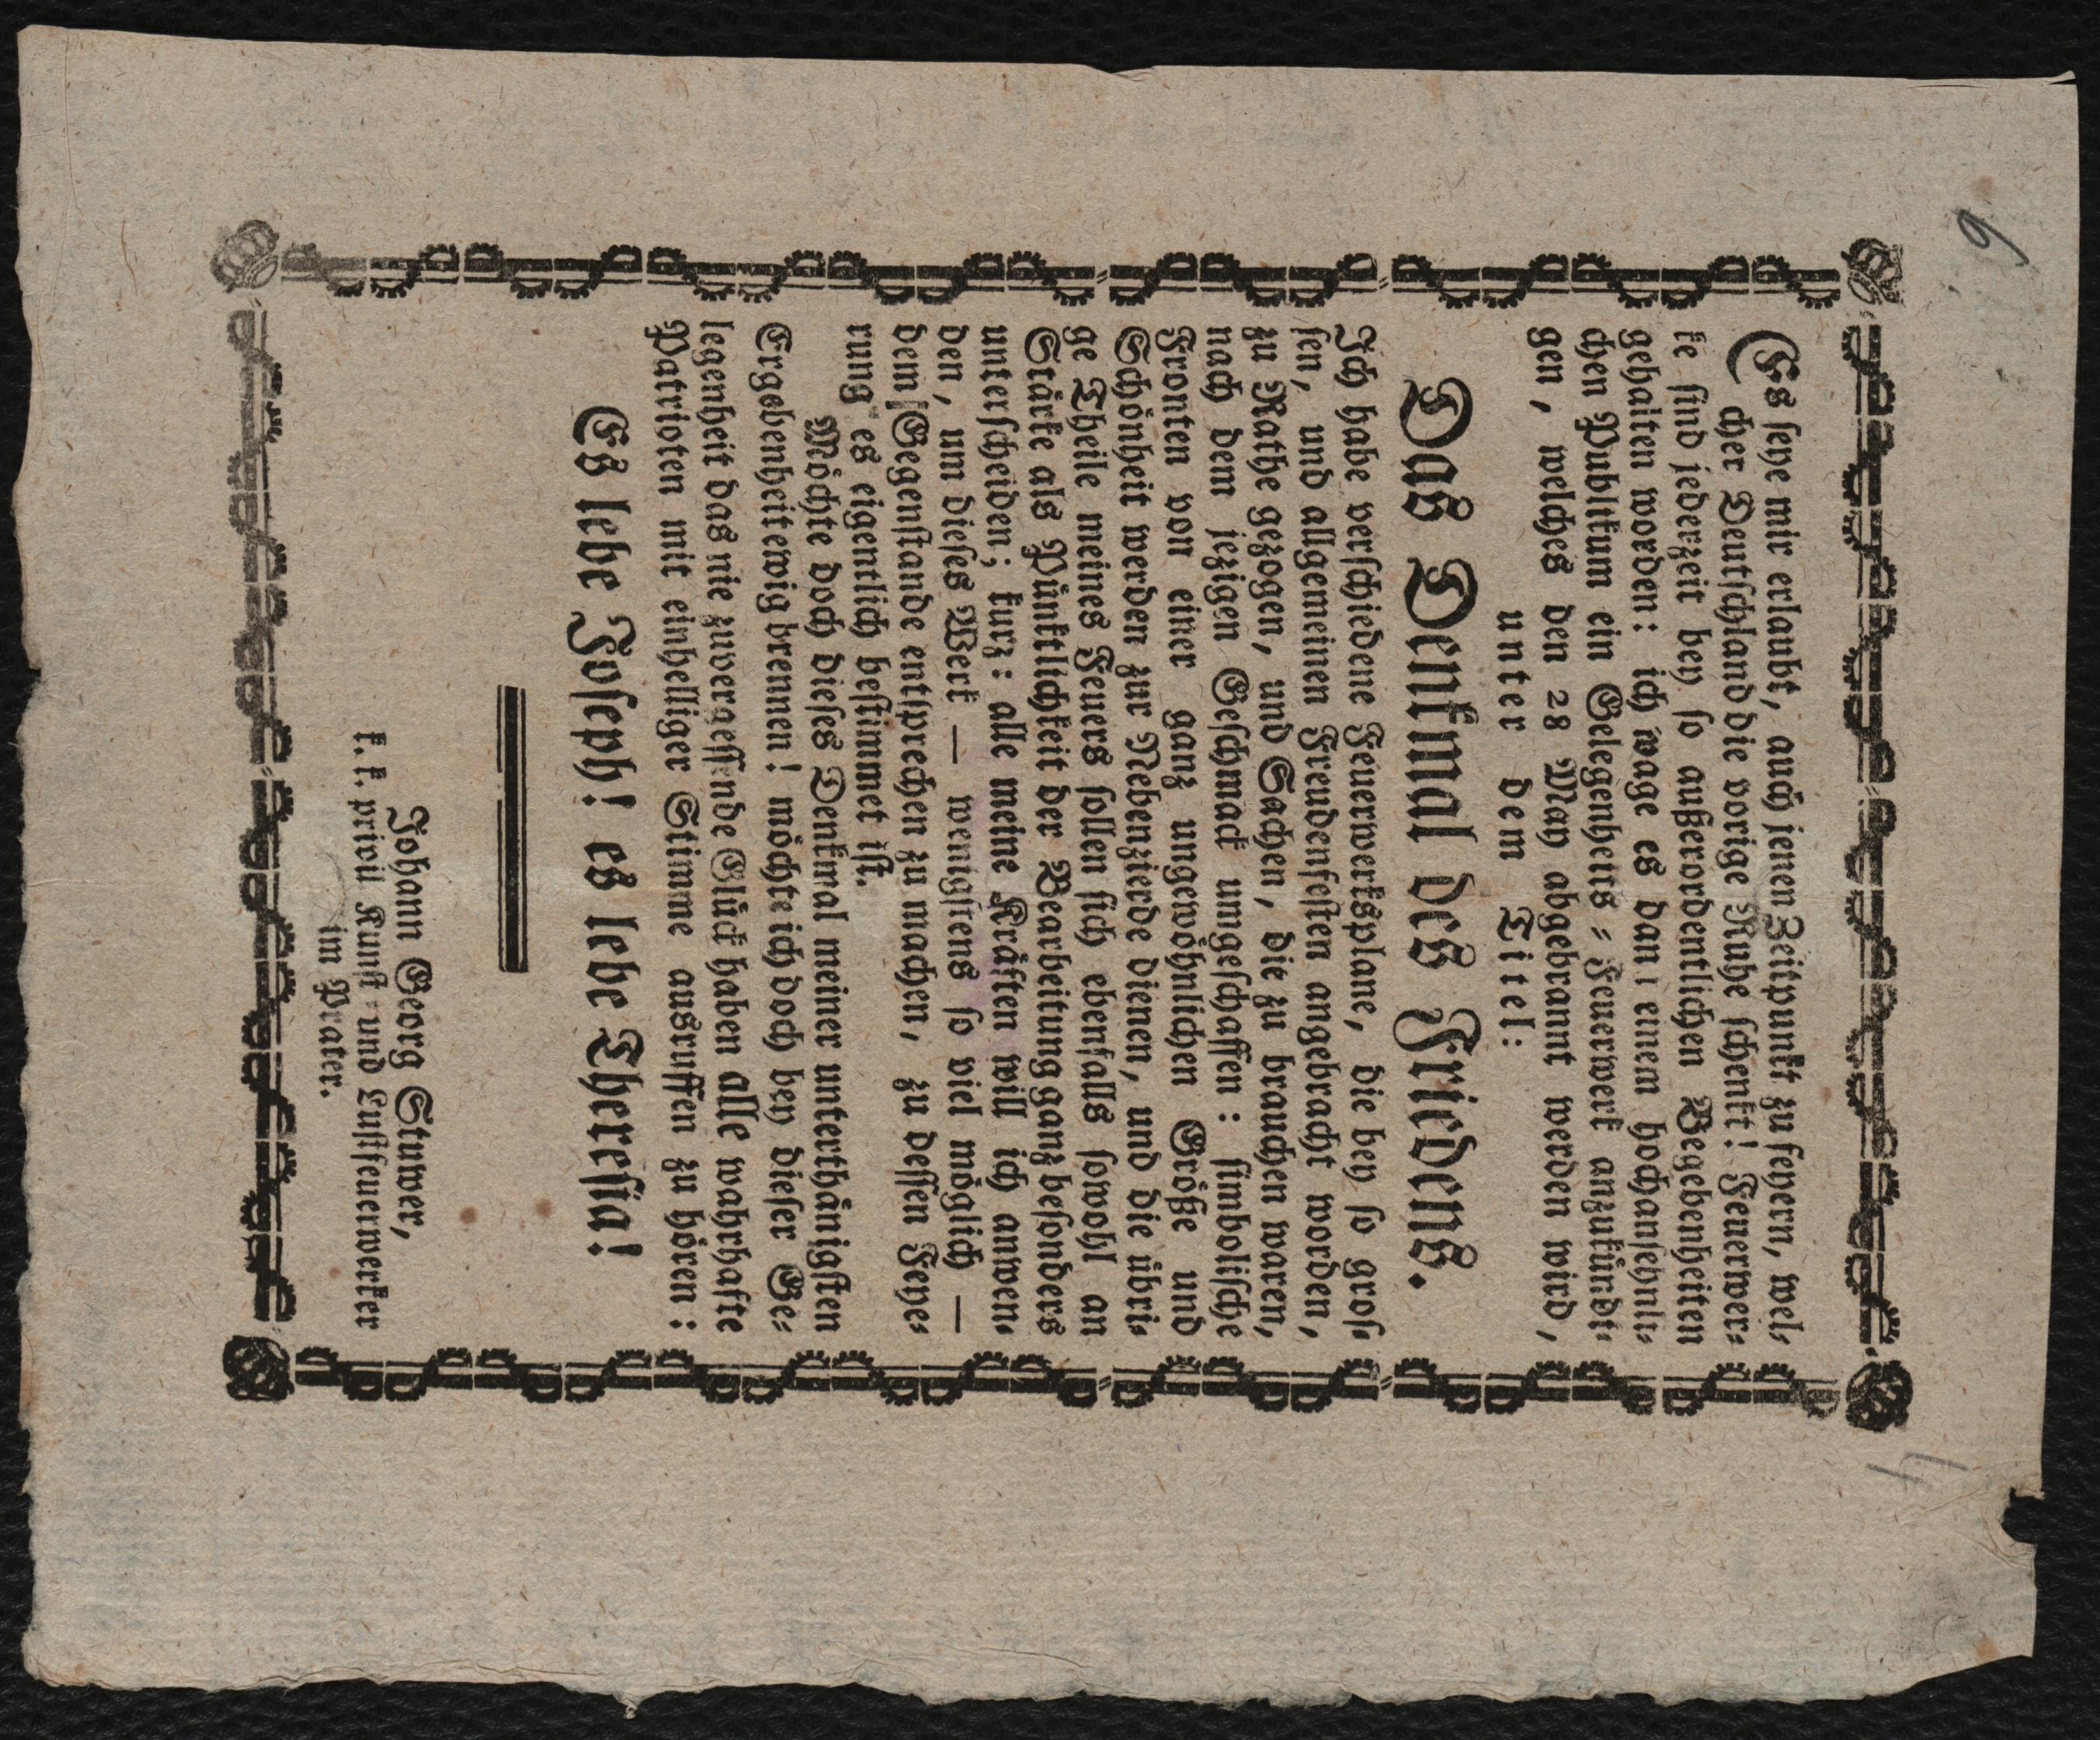 Es seye mir erlaubt, auch jenen Zeitpunkt zu feyern, wel-
cher Deutschland die vorige Ruhe schenkt! Feuerwer-
ke sind jederzeit bey so außerordentlichen Begebenheiten
gehalten worden: ich wage es dan einem hochansehnli-
chen Publikum ein Gelegenheits-Feuerwerk anzukündi-
gen, welches den 28 May abgebrannt werden wird,
unter dem Titel:
Das Denkmal des Friedens.
Ich habe verschiedene Feuerwerksplane, die bey so gros-
sen, und allgemeinen Freudenfesten angebracht worden,
zu Rathe gezogen, und Sachen, die zu brauchen waren,
nach dem jezigen Geschmack umgeschaffen: simbolische
Fronten von einer ganz ungewöhnlichen Größe und
Schönheit werden zur Nebenzierde dienen, und die übri-
ge Theile meines Feuers sollen sich ebenfalls sowohl an
Stärke als Pünktlichkeit der Bearbeitung ganz besonders
unterscheiden; kurz: alle meine Kräften will ich anwen-
den, um dieses Werk — wenigstens so viel möglich —
dem Gegenstande entsprechen zu machen, zu dessen Feye-
rung es eigentlich bestimmet ist.
Möchte doch dieses Denkmal meiner unterthänigsten
Ergebenheit ewig brennen! möchte ich doch bey dieser Ge-
legenheit das nie zuvergessende Glück haben alle wahrhafte
Patrioten mit einhelliger Stimme ausruffen zu hören:
Es lebe Joseph! es lebe Theresia!
Johann Georg Stuwer,
k. k. privil Kunst- und Lustfeuerwerker
im Prater.
9